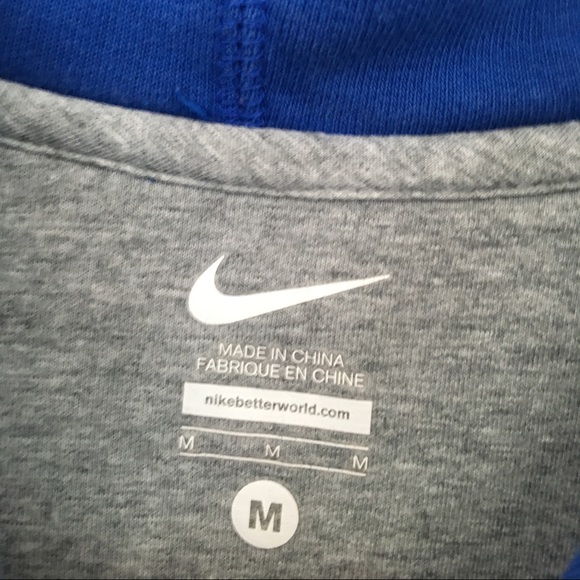 MADE IN CHINA
FABRIQUE EN CHINE
nikebetterworld.com
M M M
M